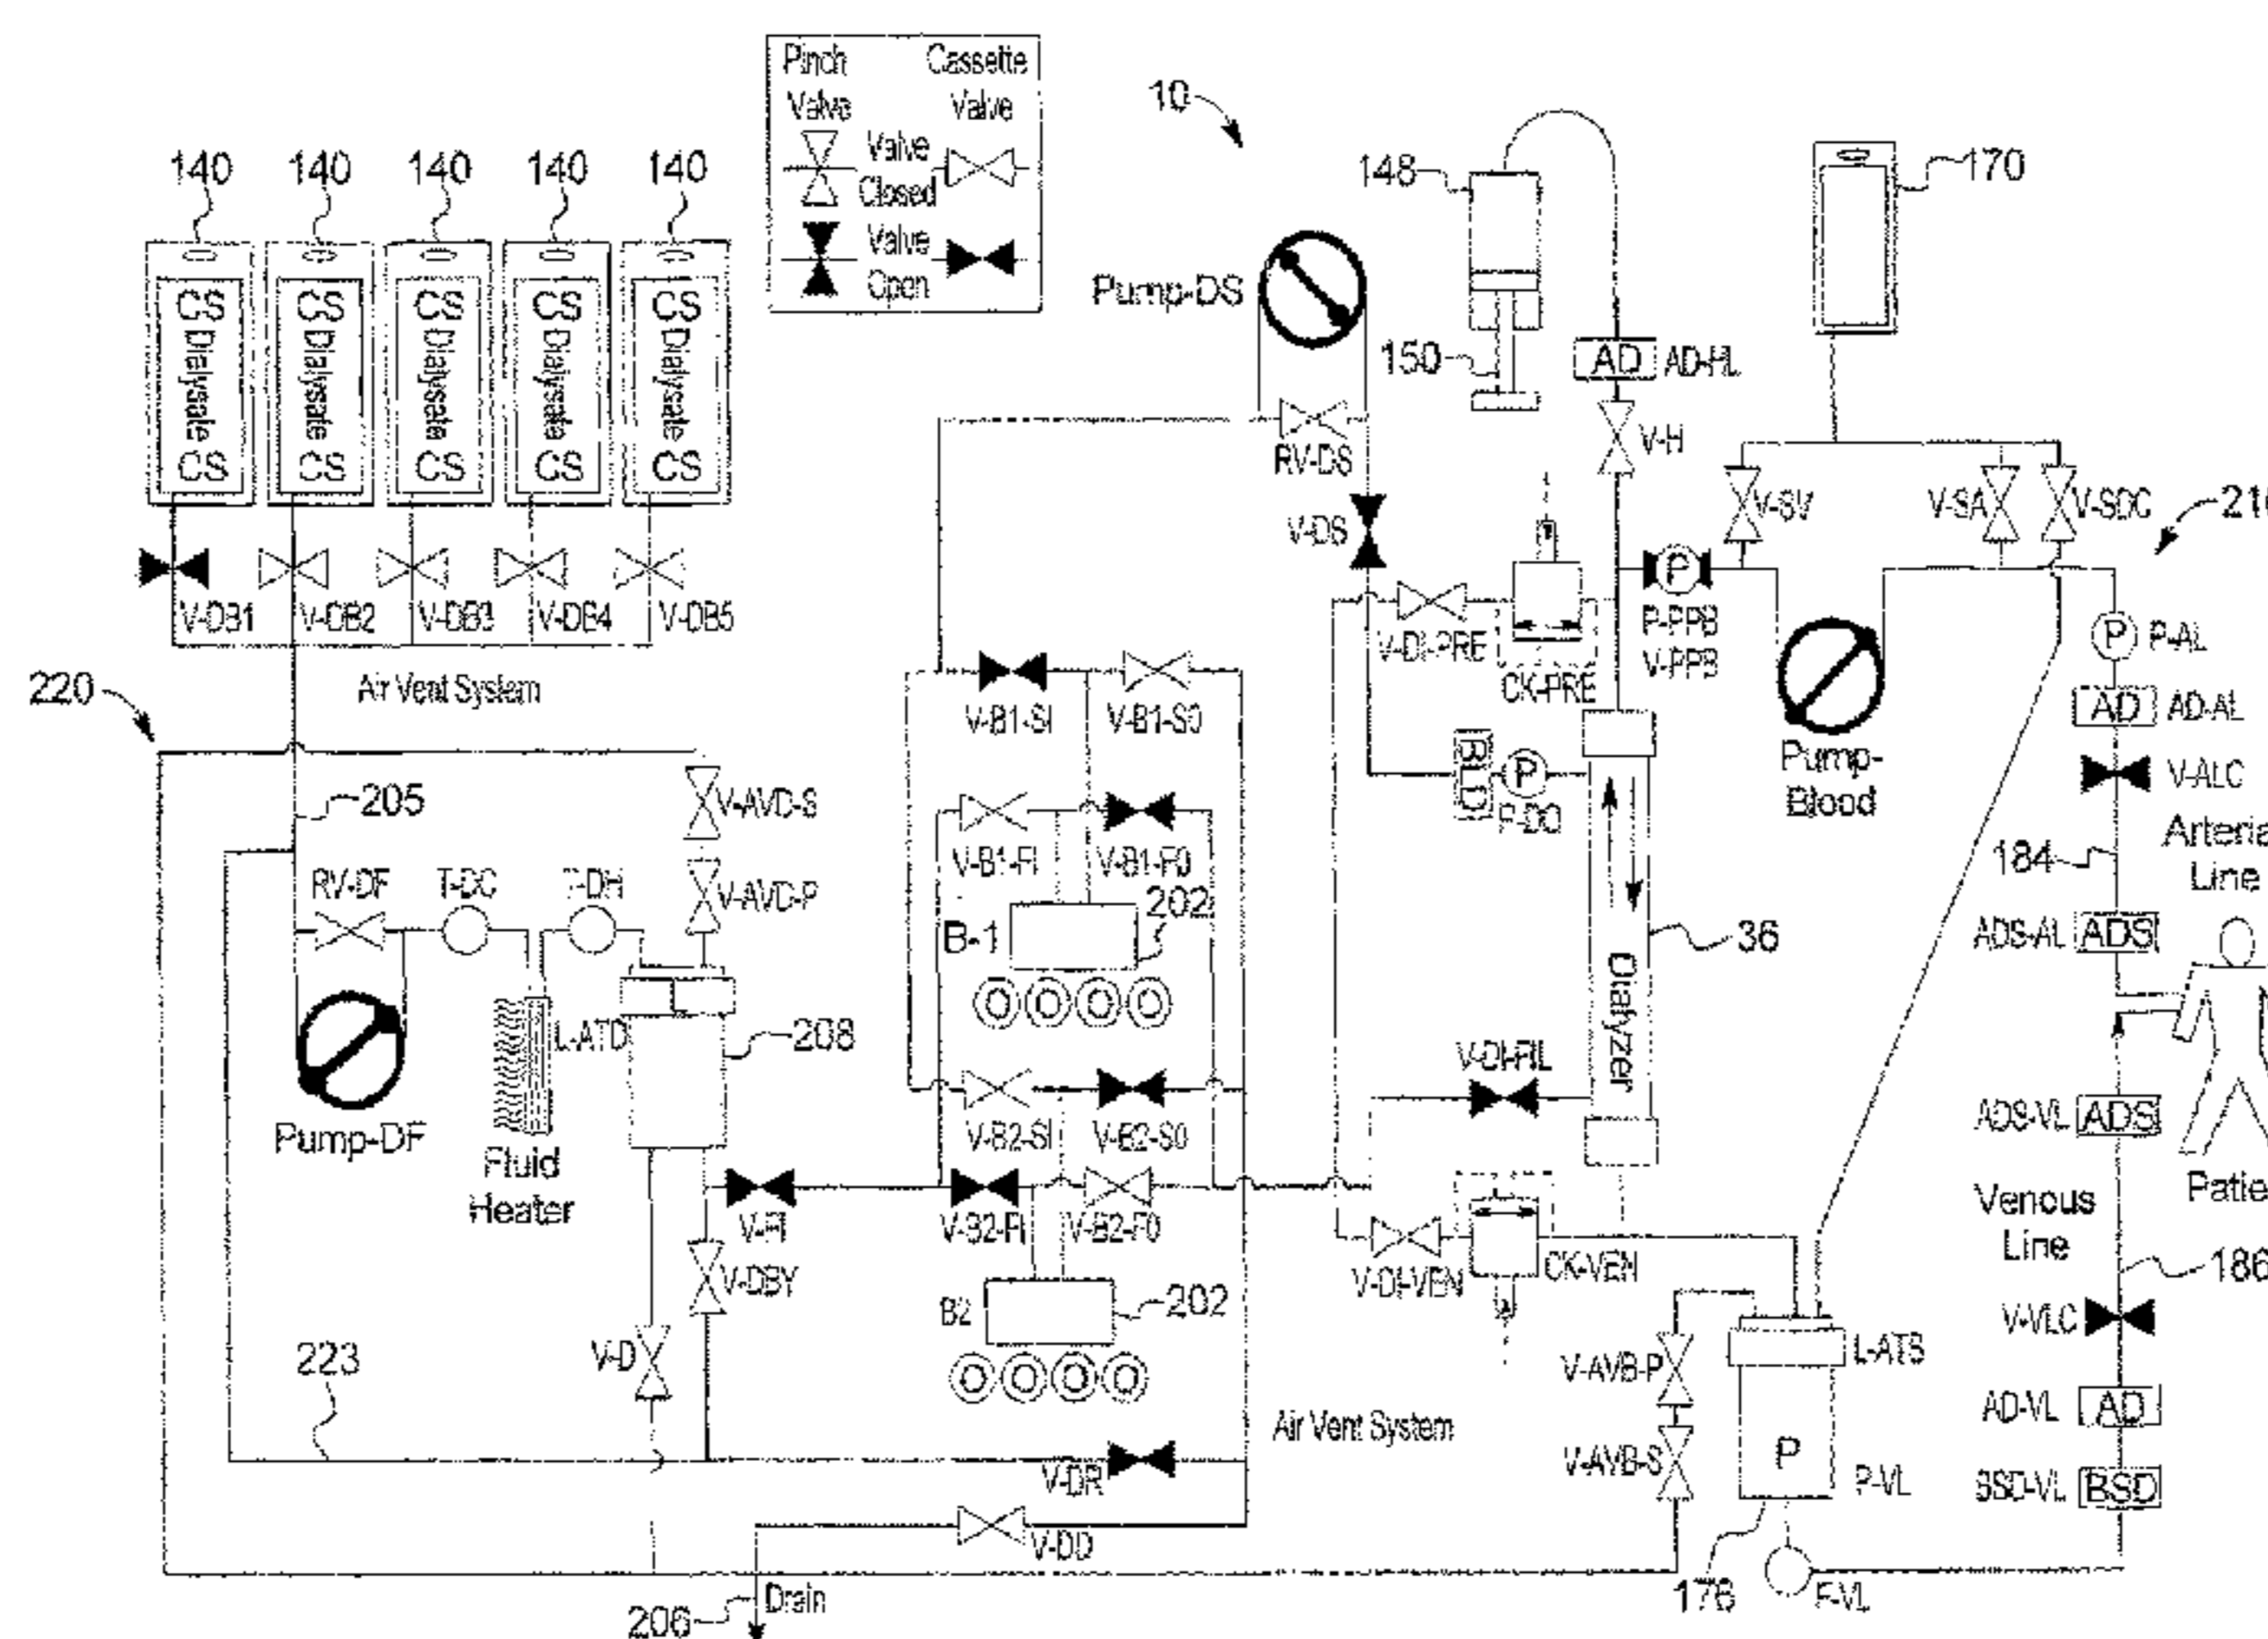 Pinch Cassette
Valve Valve
Valve
Closed
Valve
Open
10
140 140 140 140 140
148
170
CS CS CS CS CS
Dialysate Dialysate Dialysate Dialysate Dialysate
CS CS CS CS CS
Pump-DS
150
AD AD-HL
RV-DS
V-H
V-DS
V-SV
V-SA
V-SDC
V-DB1 V-DB2 V-DB3 V-DB4 V-DB5
P
P-PPB
V-PPB
V-DI-PRE
CK-PRE
P P-AL
220
Air Vent System
V-B1-SI V-B1-SO
AD AD-AL
Pump-
Blood
V-ALC
205
V-AVD-S
BLD P
P-DO
184
Arteria
Line
RV-DF T-DC T-DH
V-AVD-P
V-B1-FI V-B1-FO
B-1 202
36
ADS-AL ADS
Dialyzer
L-ATD
208
V-DI-FIL
Pump-DF
Fluid
Heater
V-B2-SI V-B2-SO
ADS-VL ADS
V-FI
V-B2-FI V-B2-FO
Venous
Line
Patie
V-DBY
V-DI-VEN
CK-VEN
186
B2 202
V-D
223
V-AVB-P
L-ATB
V-VLC
Air Vent System
AD-VL AD
V-DR
V-AVB-S
P P-VL
BSD-VL BSD
V-DD
206 Drain
176